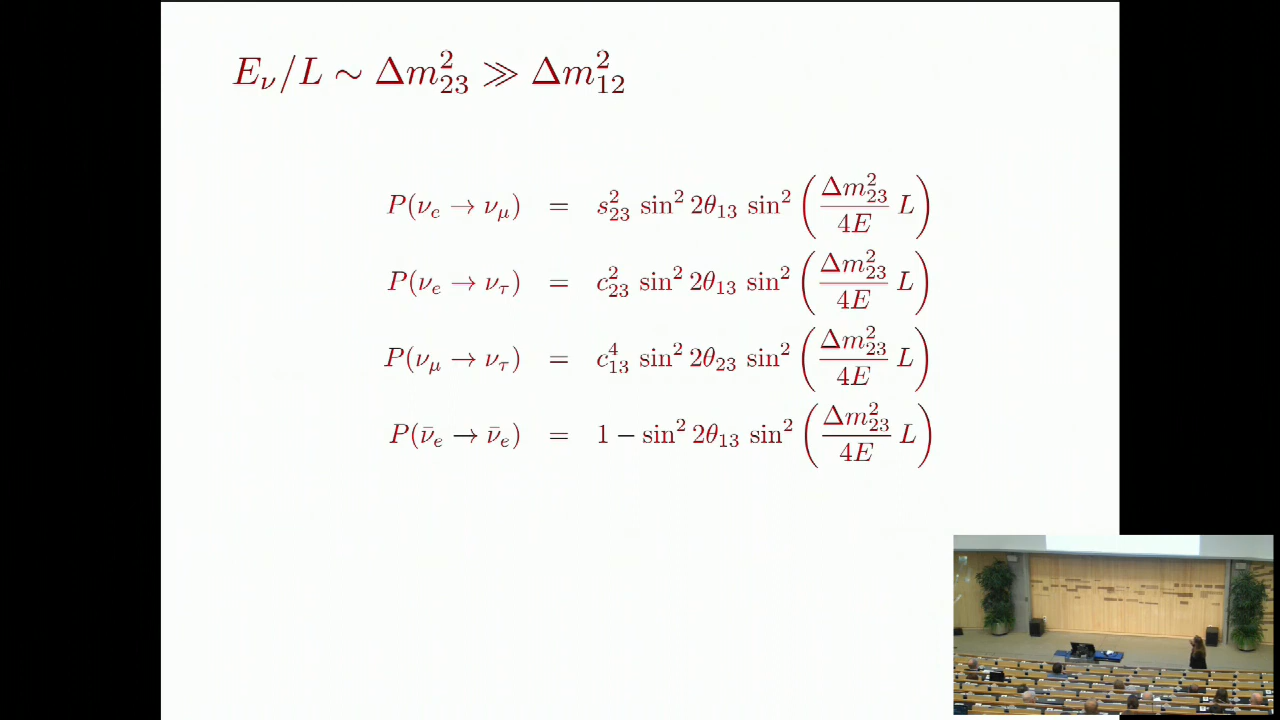 E_ν/L ∼ Δm²₂₃ ≫ Δm²₁₂
P(ν_e → ν_μ) = s²₂₃ sin² 2θ₁₃ sin² (Δm²₂₃/4E L)
P(ν_e → ν_τ) = c²₂₃ sin² 2θ₁₃ sin² (Δm²₂₃/4E L)
P(ν_μ → ν_τ) = c⁴₁₃ sin² 2θ₂₃ sin² (Δm²₂₃/4E L)
P(ν̄_e → ν̄_e) = 1 − sin² 2θ₁₃ sin² (Δm²₂₃/4E L)